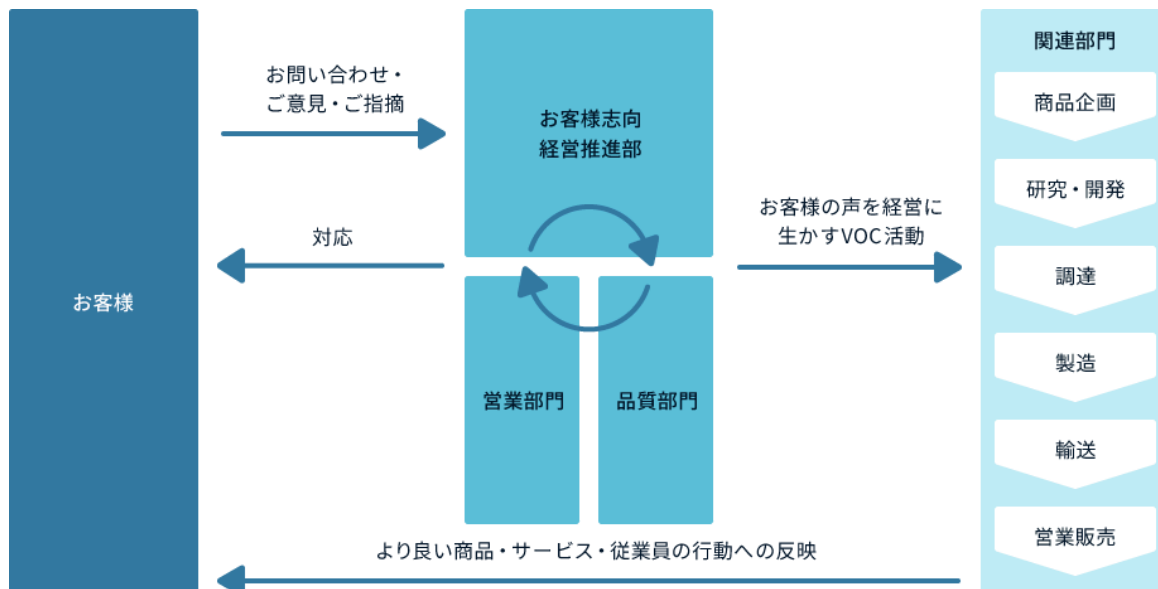 お客様
お問い合わせ・
ご意見・ご指摘
対応
お客様志向
経営推進部
営業部門
品質部門
お客様の声を経営に
生かすVOC活動
関連部門
商品企画
研究・開発
調達
製造
輸送
営業販売
より良い商品・サービス・従業員の行動への反映